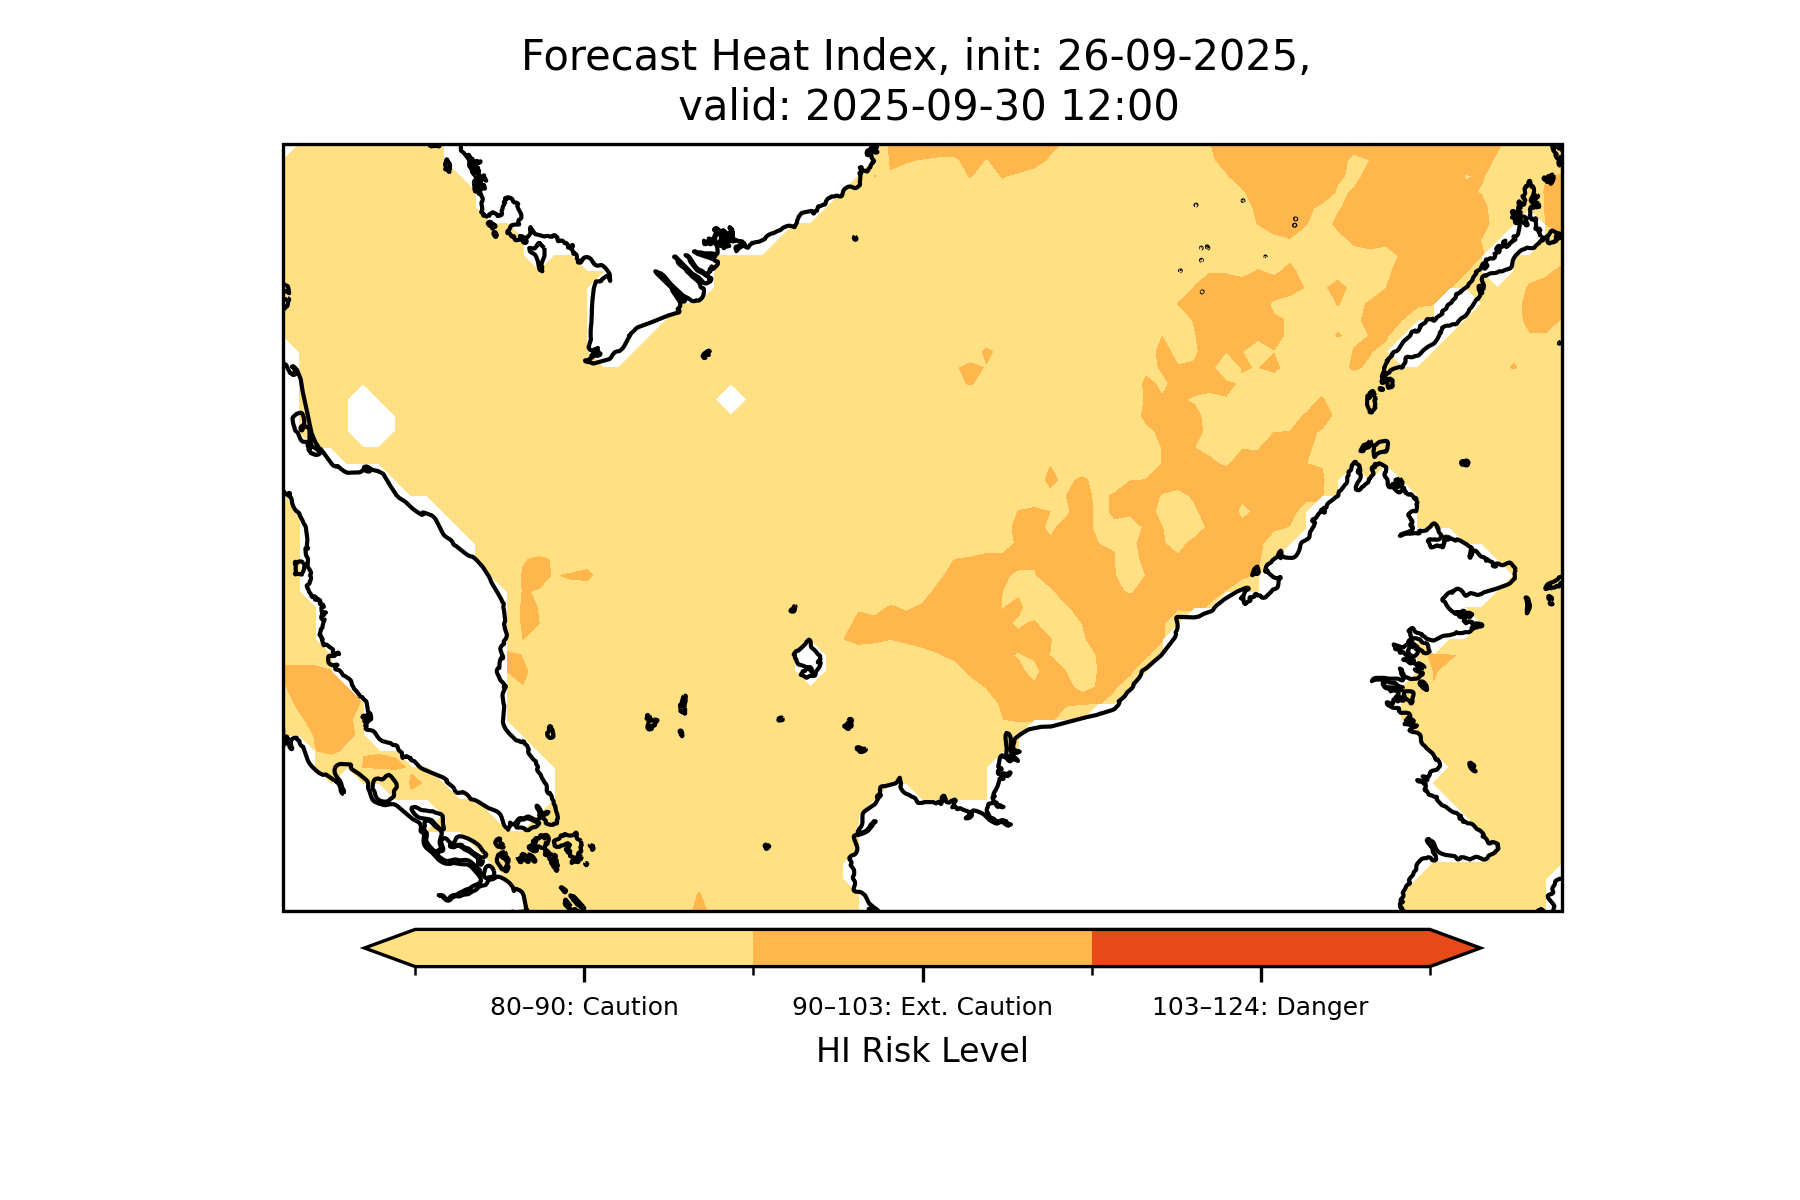 Forecast Heat Index, init: 26-09-2025,
valid: 2025-09-30 12:00
80–90: Caution
90–103: Ext. Caution
103–124: Danger
HI Risk Level